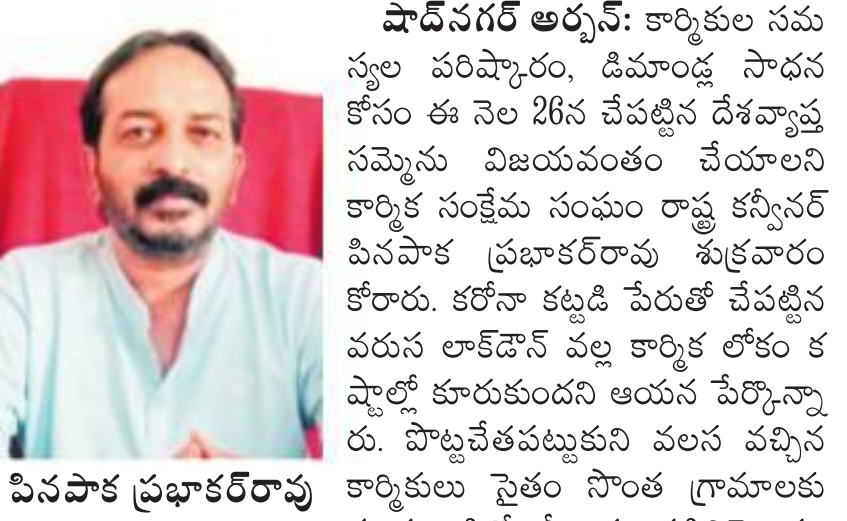 షాద్‌నగర్ అర్బన్: కార్మికుల సమ
స్యల పరిష్కారం, డిమాండ్ల సాధన
కోసం ఈ నెల 26న చేపట్టిన దేశవ్యాప్త
సమ్మెను విజయవంతం చేయాలని
కార్మిక సంక్షేమ సంఘం రాష్ట్ర కన్వీనర్
పినపాక ప్రభాకర్‌రావు శుక్రవారం
కోరారు. కరోనా కట్టడి పేరుతో చేపట్టిన
వరుస లాక్‌డౌన్ వల్ల కార్మిక లోకం క
ష్టాల్లో కూరుకుందని ఆయన పేర్కొన్నా
రు. పొట్టచేతపట్టుకుని వలస వచ్చిన
కార్మికులు సైతం సొంత గ్రామాలకు
పినపాక ప్రభాకర్‌రావు